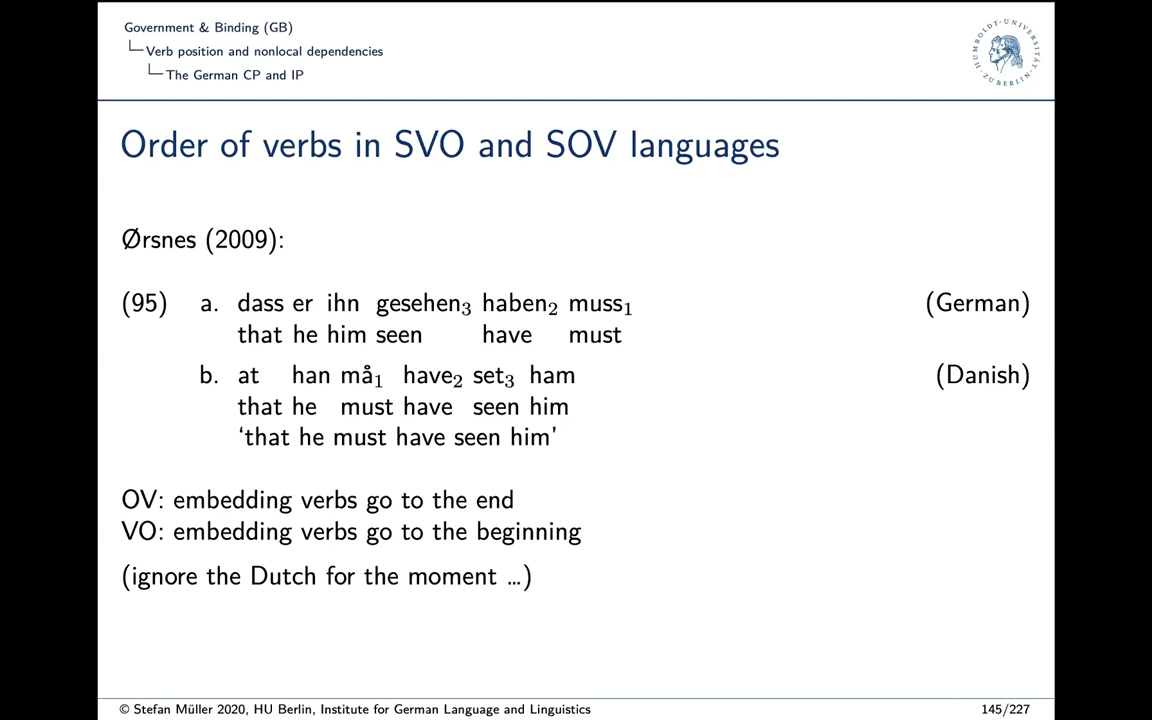 Government & Binding (GB)
Verb position and nonlocal dependencies
The German CP and IP
HUMBOLDT-UNIVERSITÄT ZU BERLIN
Order of verbs in SVO and SOV languages
Ørsnes (2009):
(95) a. dass er ihn gesehen₃ haben₂ muss₁ (German)
that he him seen have must
b. at han må₁ have₂ set₃ ham (Danish)
that he must have seen him
‘that he must have seen him’
OV: embedding verbs go to the end
VO: embedding verbs go to the beginning
(ignore the Dutch for the moment …)
© Stefan Müller 2020, HU Berlin, Institute for German Language and Linguistics 145/227